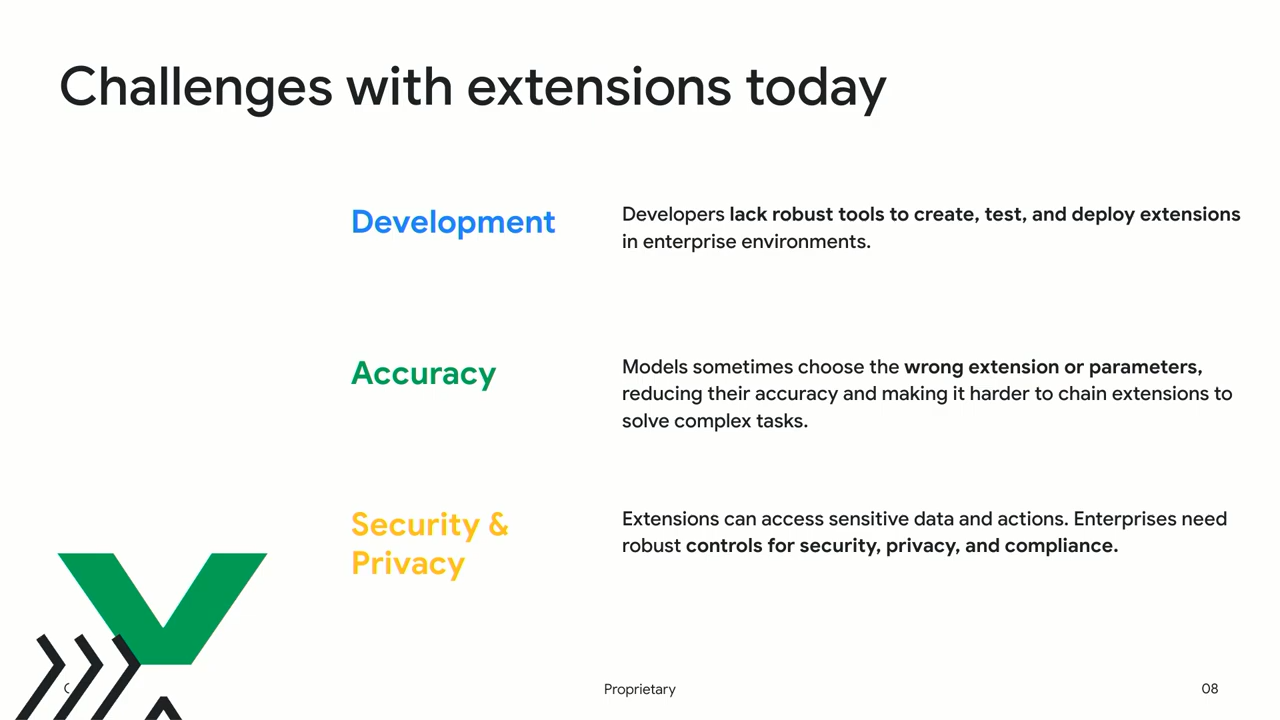 Challenges with extensions today
Development
Developers lack robust tools to create, test, and deploy extensions
in enterprise environments.
Accuracy
Models sometimes choose the wrong extension or parameters,
reducing their accuracy and making it harder to chain extensions to
solve complex tasks.
Security &
Privacy
Extensions can access sensitive data and actions. Enterprises need
robust controls for security, privacy, and compliance.
Proprietary
08